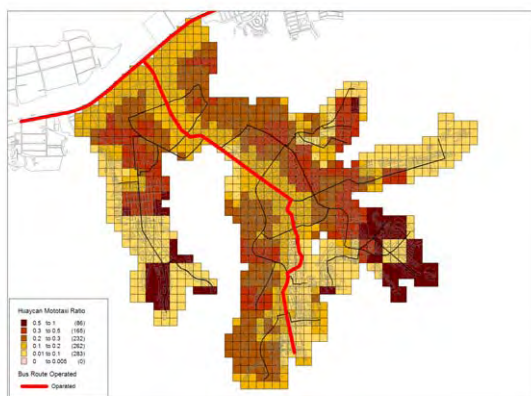 Huaycan Mototaxi Ratio
0.5 to 1 (86)
0.3 to 0.5 (168)
0.2 to 0.3 (232)
0.1 to 0.2 (262)
0.01 to 0.1 (283)
0 to 0.005 (0)
Bus Route Operated
Operated